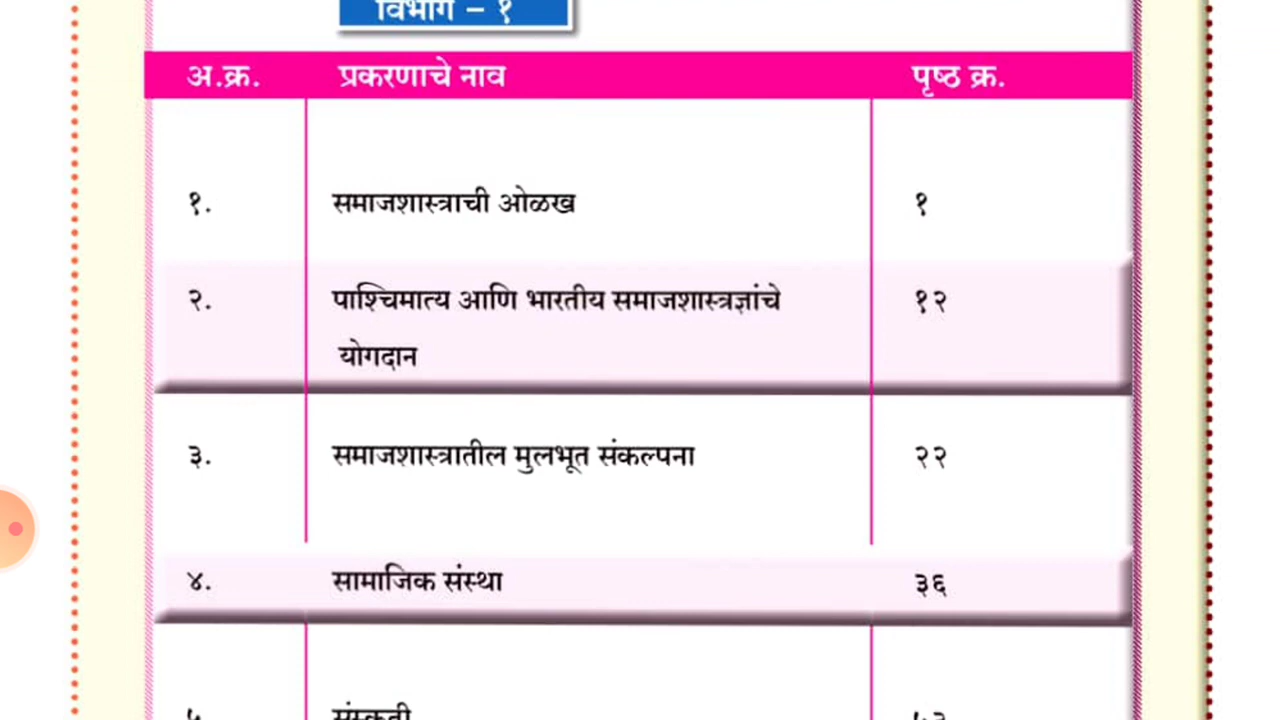 विभाग – १
अ.क्र. प्रकरणाचे नाव पृष्ठ क्र.
१. समाजशास्त्राची ओळख १
२. पाश्चिमात्य आणि भारतीय समाजशास्त्रज्ञांचे १२
योगदान
३. समाजशास्त्रातील मुलभूत संकल्पना २२
४. सामाजिक संस्था ३६
५. संस्कृती